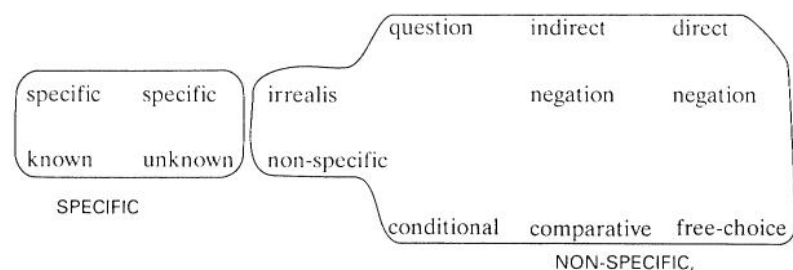 question indirect direct
specific specific irrealis negation negation
known unknown non-specific
SPECIFIC
conditional comparative free-choice
NON-SPECIFIC,